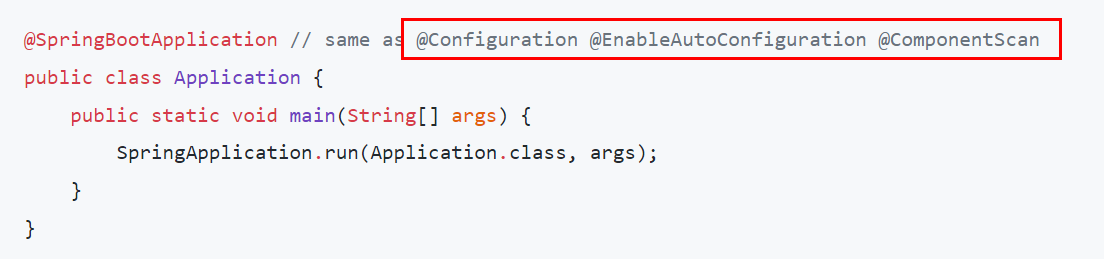 @SpringBootApplication // same as @Configuration @EnableAutoConfiguration @ComponentScan
public class Application {
    public static void main(String[] args) {
        SpringApplication.run(Application.class, args);
    }
}